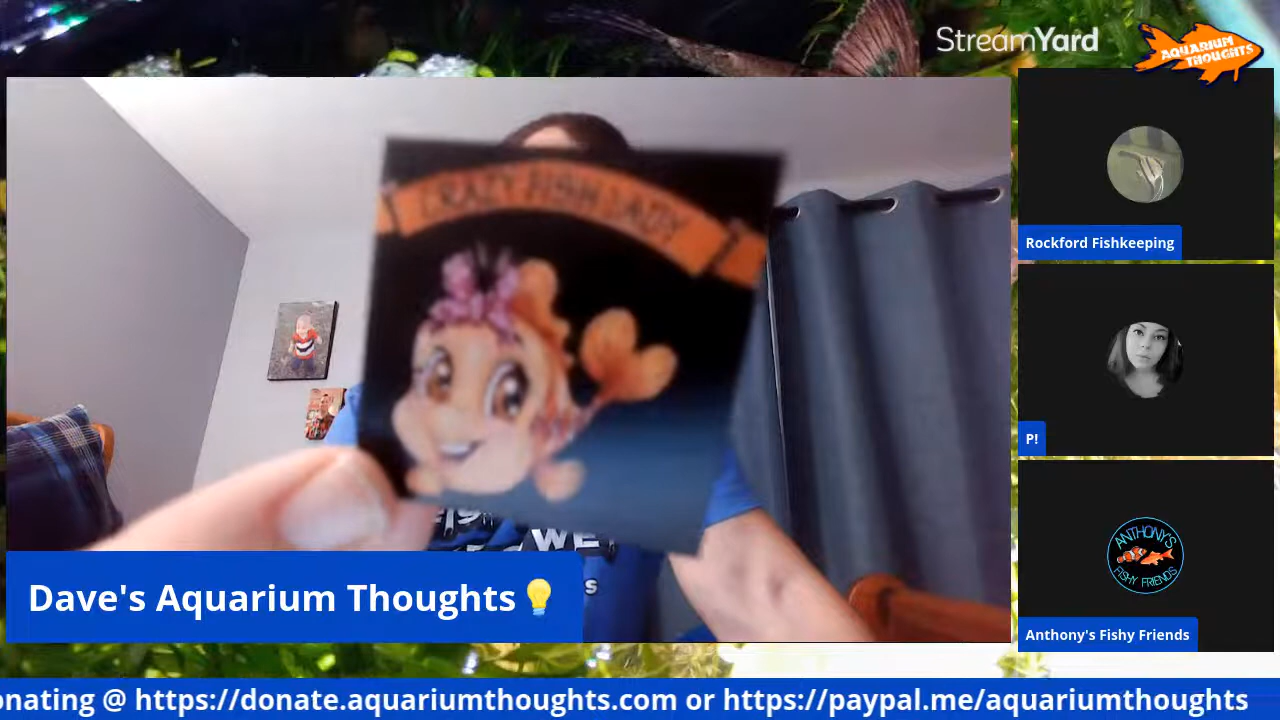 StreamYard
AQUARIUM
THOUGHTS
CRAZY FISH LADY
Rockford Fishkeeping
P!
WE
ANTHONY'S
FISHY FRIENDS
Dave's Aquarium Thoughts
Anthony's Fishy Friends
onating @ https://donate.aquariumthoughts.com or https://paypal.me/aquariumthoughts